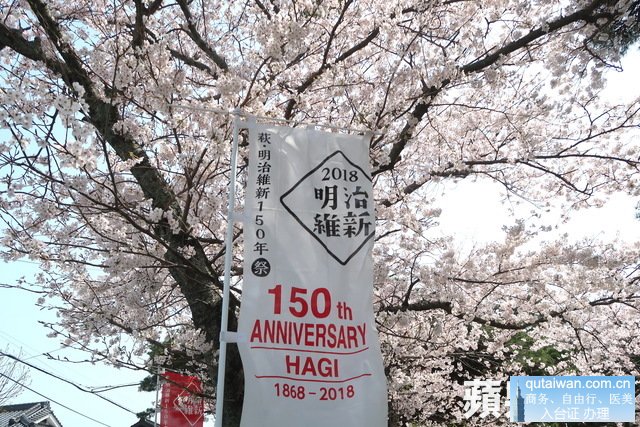 萩・明治維新150年祭
2018
明治
維新
150th
ANNIVERSARY
HAGI
1868-2018
蘋
qutaiwan.com.cn
商务、自由行、医美
入台证 办理